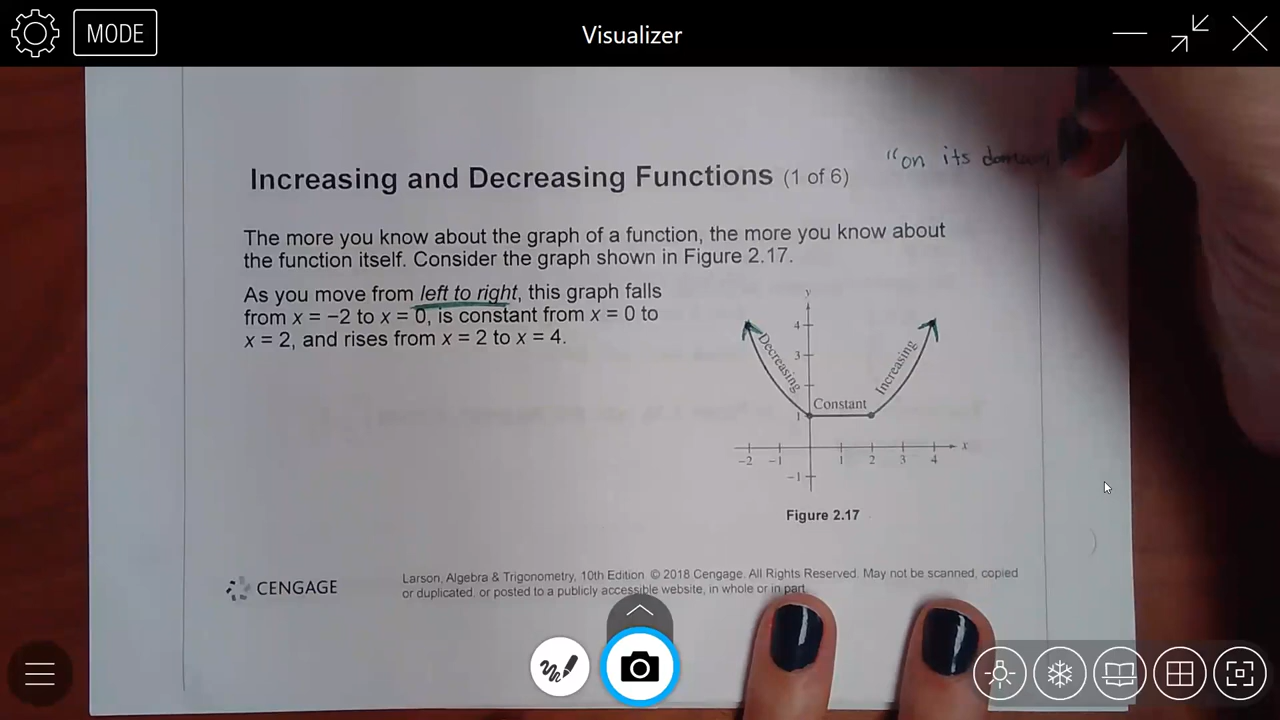 MODE
Visualizer
"on its domain
Increasing and Decreasing Functions (1 of 6)
The more you know about the graph of a function, the more you know about
the function itself. Consider the graph shown in Figure 2.17.
As you move from left to right, this graph falls
from x = −2 to x = 0, is constant from x = 0 to
x = 2, and rises from x = 2 to x = 4.
y
4
3
1
−1
Decreasing
Constant
Increasing
−2 −1 1 2 3 4 x
Figure 2.17
CENGAGE
Larson, Algebra & Trigonometry, 10th Edition. © 2018 Cengage. All Rights Reserved. May not be scanned, copied
or duplicated, or posted to a publicly accessible website, in whole or in part.